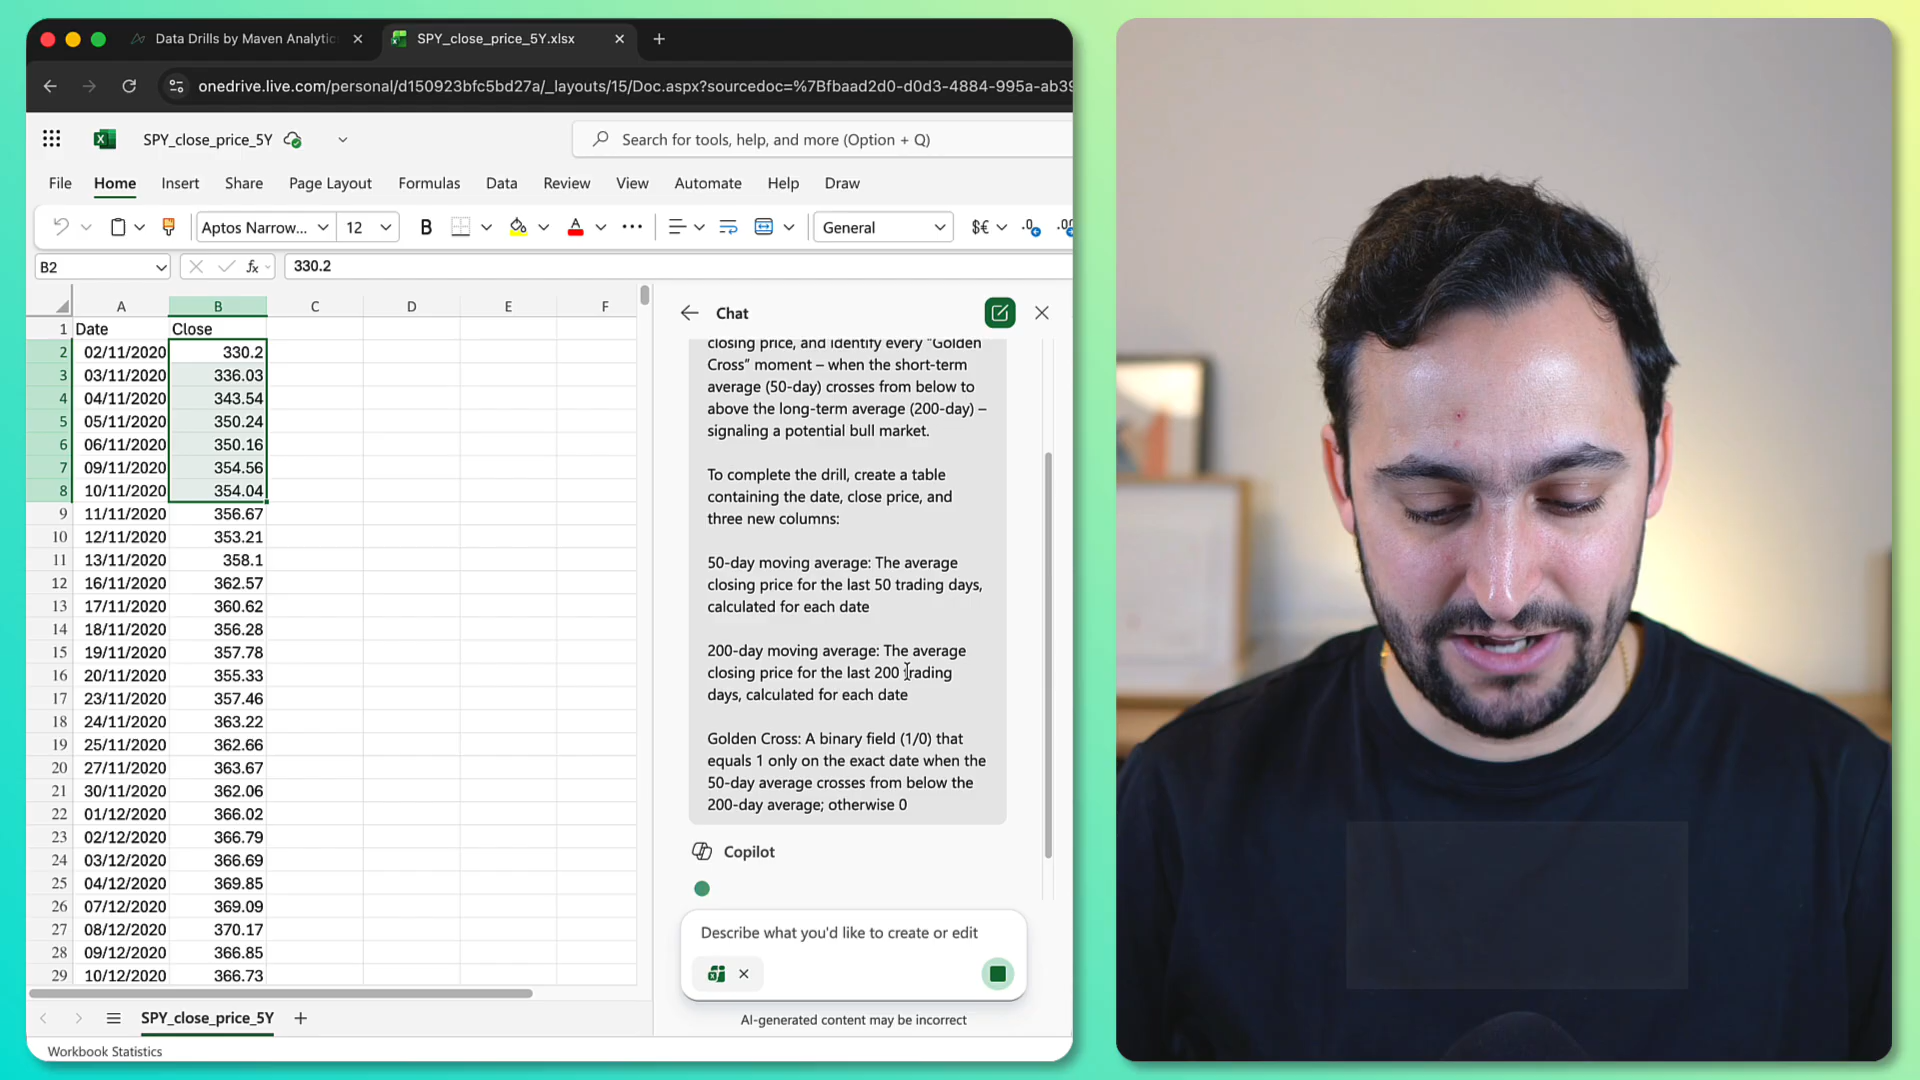 Data Drills by Maven Analytic
SPY_close_price_5Y.xlsx
onedrive.live.com/personal/d150923bfc5bd27a/_layouts/15/Doc.aspx?sourcedoc=%7Bfbaad2d0-d0d3-4884-995a-ab39
SPY_close_price_5Y
Search for tools, help, and more (Option + Q)
File Home Insert Share Page Layout Formulas Data Review View Automate Help Draw
Aptos Narrow... 12 B A General $€
B2 fx 330.2
A B C D E F
1 Date Close
2 02/11/2020 330.2
3 03/11/2020 336.03
4 04/11/2020 343.54
5 05/11/2020 350.24
6 06/11/2020 350.16
7 09/11/2020 354.56
8 10/11/2020 354.04
9 11/11/2020 356.67
10 12/11/2020 353.21
11 13/11/2020 358.1
12 16/11/2020 362.57
13 17/11/2020 360.62
14 18/11/2020 356.28
15 19/11/2020 357.78
16 20/11/2020 355.33
17 23/11/2020 357.46
18 24/11/2020 363.22
19 25/11/2020 362.66
20 27/11/2020 363.67
21 30/11/2020 362.06
22 01/12/2020 366.02
23 02/12/2020 366.79
24 03/12/2020 366.69
25 04/12/2020 369.85
26 07/12/2020 369.09
27 08/12/2020 370.17
28 09/12/2020 366.85
29 10/12/2020 366.73
Chat
closing price, and identify every "Golden
Cross" moment – when the short-term
average (50-day) crosses from below to
above the long-term average (200-day) –
signaling a potential bull market.
To complete the drill, create a table
containing the date, close price, and
three new columns:
50-day moving average: The average
closing price for the last 50 trading days,
calculated for each date
200-day moving average: The average
closing price for the last 200 trading
days, calculated for each date
Golden Cross: A binary field (1/0) that
equals 1 only on the exact date when the
50-day average crosses from below the
200-day average; otherwise 0
Copilot
Describe what you'd like to create or edit
AI-generated content may be incorrect
SPY_close_price_5Y
Workbook Statistics